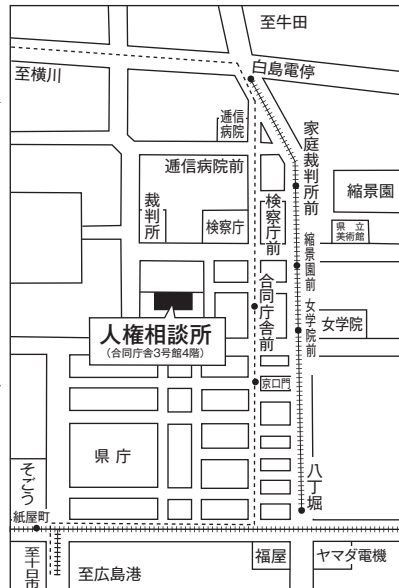 至牛田
白島電停
至横川
逓信
病院
家庭裁判所前
逓信病院前
縮景園
裁判所
検察庁
検察庁前
県立
美術館
縮景園前
合同庁舎前
女学院前
女学院
人権相談所
(合同庁舎3号館4階)
京口門
県庁
そごう
八丁堀
紙屋町
至十日市
至広島港
福屋
ヤマダ電機